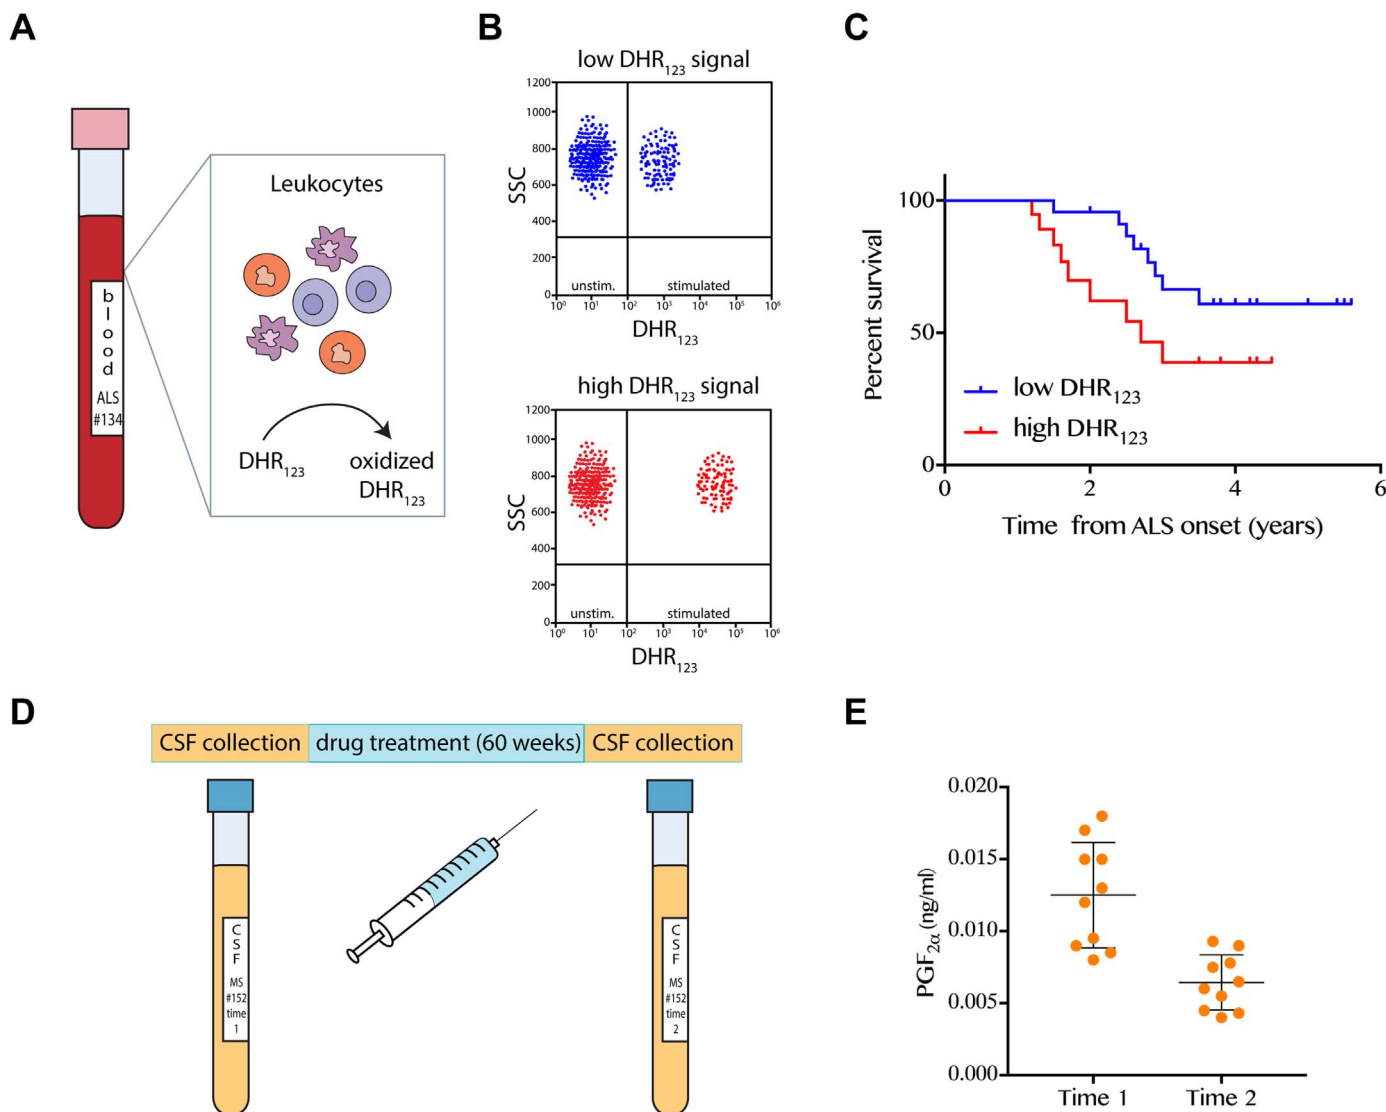 A
blood
ALS
#134
Leukocytes
DHR123
oxidized
DHR123
B
low DHR123 signal
1200
1000
800
600
400
200
0
SSC
unstim.
stimulated
10⁰ 10¹ 10² 10³ 10⁴ 10⁵ 10⁶
DHR123
high DHR123 signal
1200
1000
800
600
400
200
0
SSC
unstim.
stimulated
10⁰ 10¹ 10² 10³ 10⁴ 10⁵ 10⁶
DHR123
C
100
50
0
Percent survival
low DHR123
high DHR123
0 2 4 6
Time from ALS onset (years)
D
CSF collection
drug treatment (60 weeks)
CSF collection
CSF
MS
#152
time
1
CSF
MS
#152
time
2
E
0.020
0.015
0.010
0.005
0.000
PGF2α (ng/ml)
Time 1
Time 2